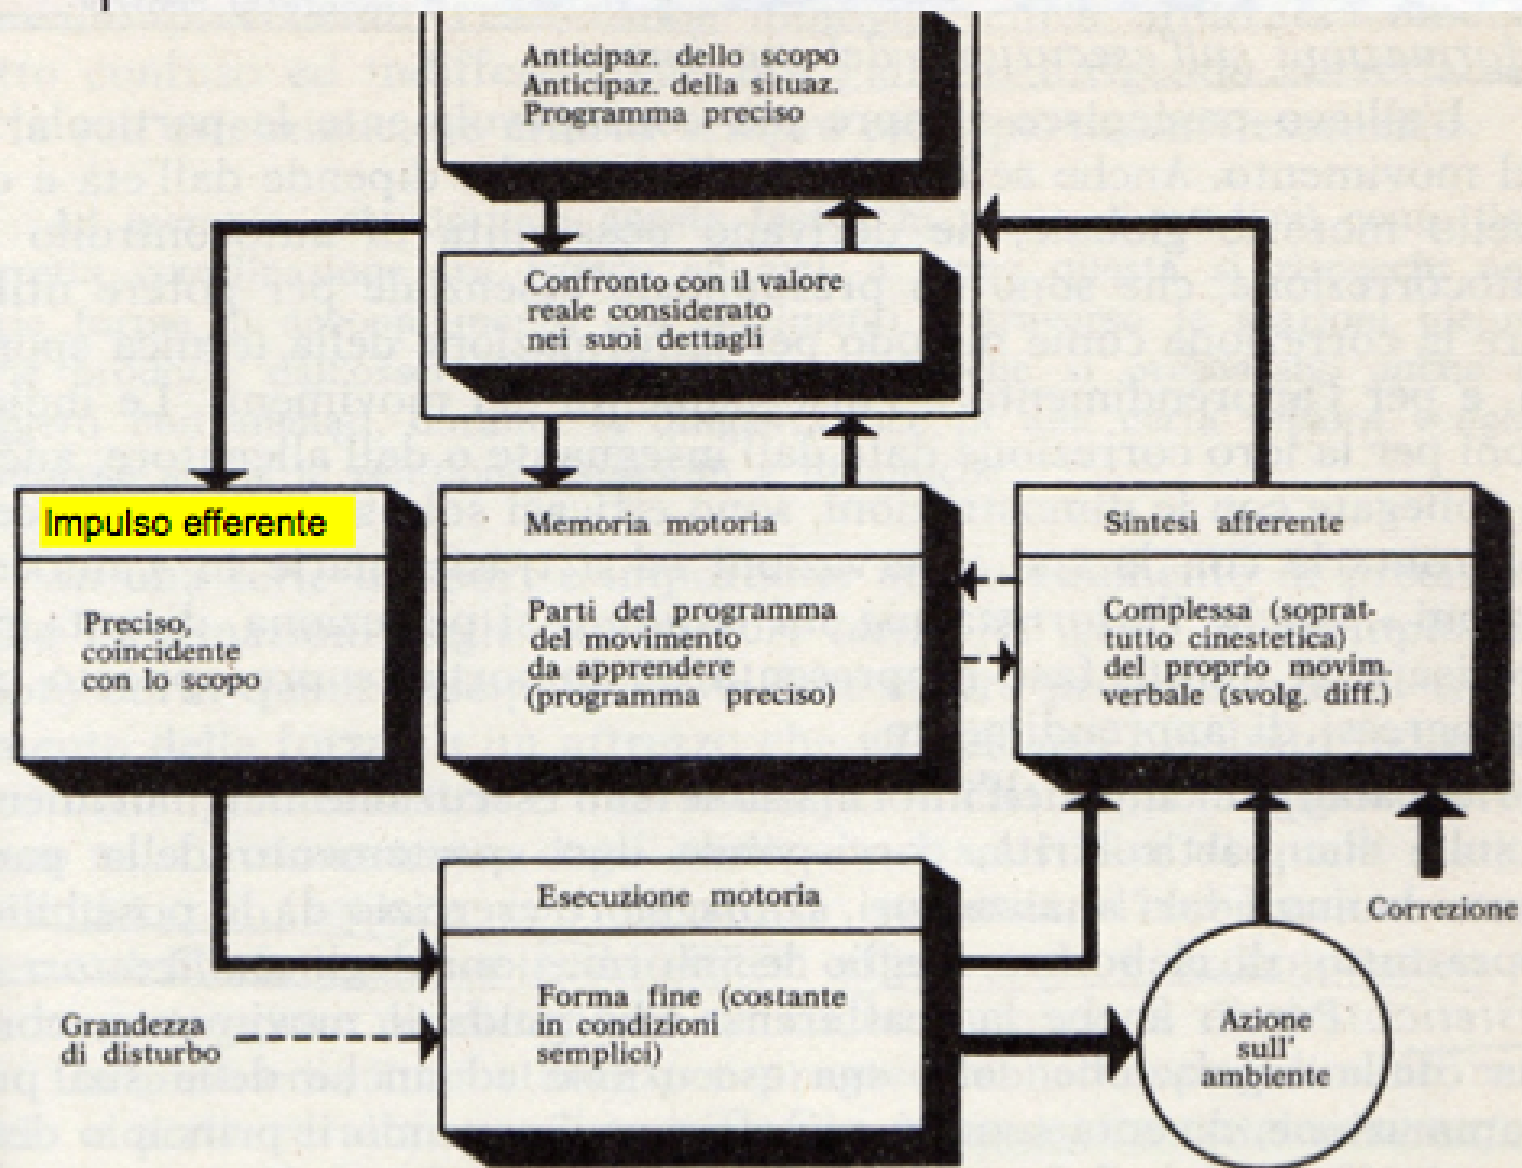 Anticipaz. dello scopo
Anticipaz. della situaz.
Programma preciso
Confronto con il valore
reale considerato
nei suoi dettagli
Impulso efferente
Preciso,
coincidente
con lo scopo
Memoria motoria
Parti del programma
del movimento
da apprendere
(programma preciso)
Sintesi afferente
Complessa (soprat-
tutto cinestetica)
del proprio movim.
verbale (svolg. diff.)
Correzione
Esecuzione motoria
Forma fine (costante
in condizioni
semplici)
Grandezza
di disturbo
Azione
sull'
ambiente